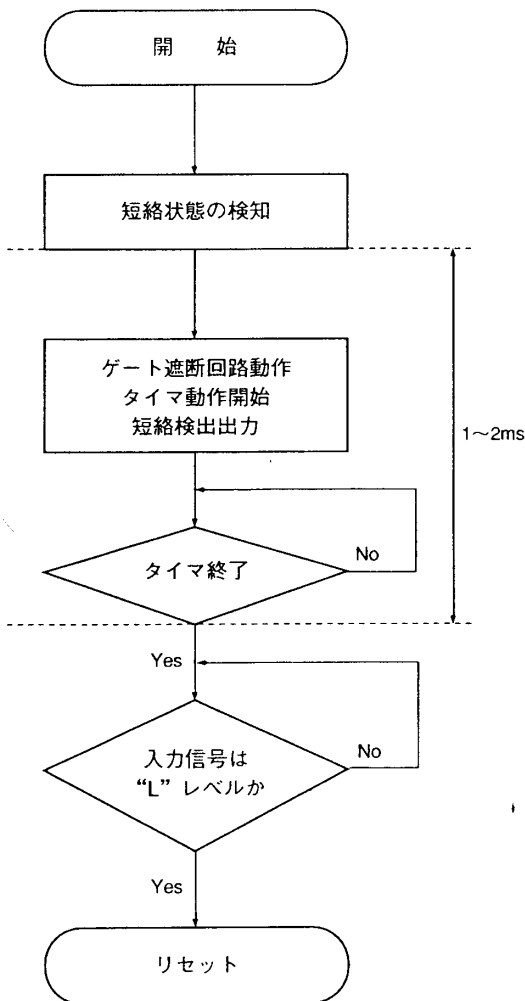 開 始
短絡状態の検知
ゲート遮断回路動作
タイマ動作開始
短絡検出出力
1～2ms
タイマ終了
No
Yes
入力信号は
“L”レベルか
No
Yes
リセット